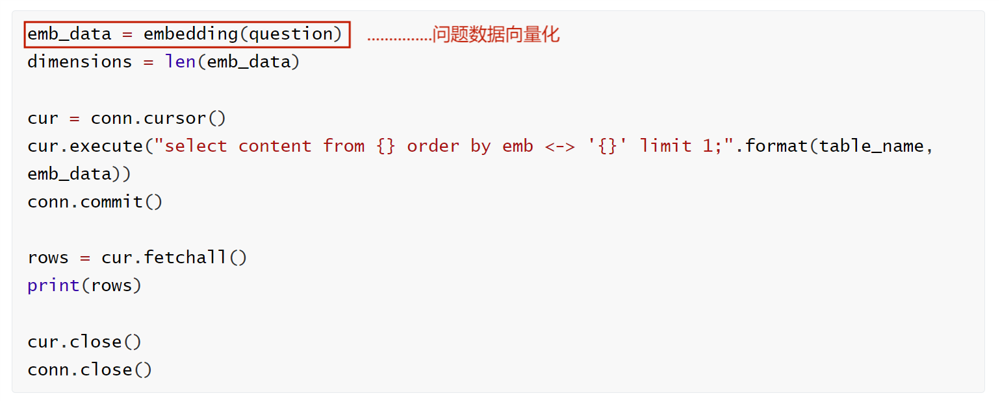 emb_data = embedding(question) ...............问题数据向量化
dimensions = len(emb_data)
cur = conn.cursor()
cur.execute("select content from {} order by emb <-> '{}' limit 1;".format(table_name,
emb_data))
conn.commit()
rows = cur.fetchall()
print(rows)
cur.close()
conn.close()